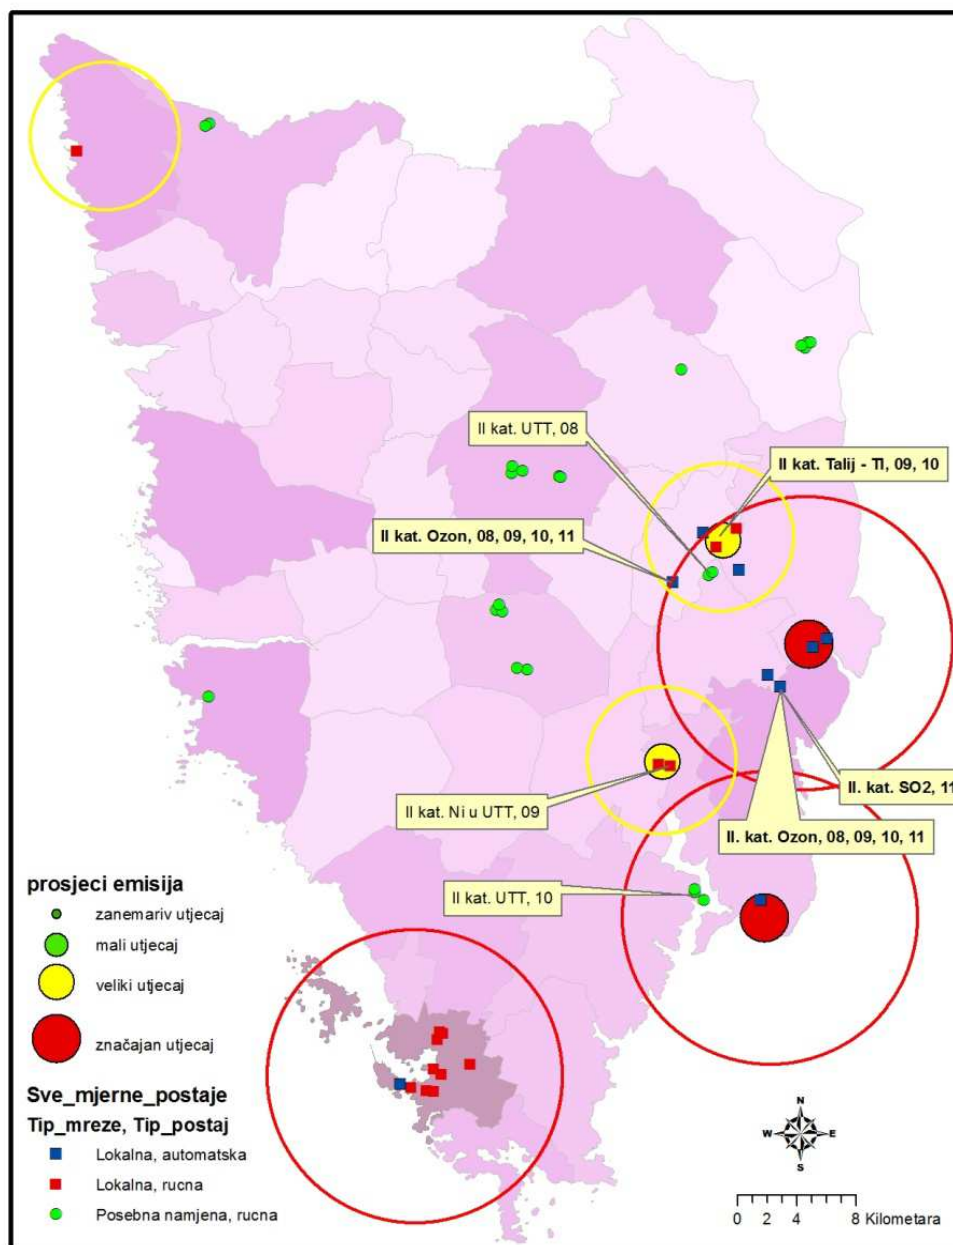 II kat. UTT, 08
II kat. Talij - Tl, 09, 10
II kat. Ozon, 08, 09, 10, 11
II. kat. SO2, 11
II kat. Ni u UTT, 09
II. kat. Ozon, 08, 09, 10, 11
II kat. UTT, 10
prosjeci emisija
zanemariv utjecaj
mali utjecaj
veliki utjecaj
značajan utjecaj
Sve_mjerne_postaje
Tip_mreze, Tip_postaj
Lokalna, automatska
Lokalna, rucna
Posebna namjena, rucna
N
W E
S
0 2 4 8 Kilometara